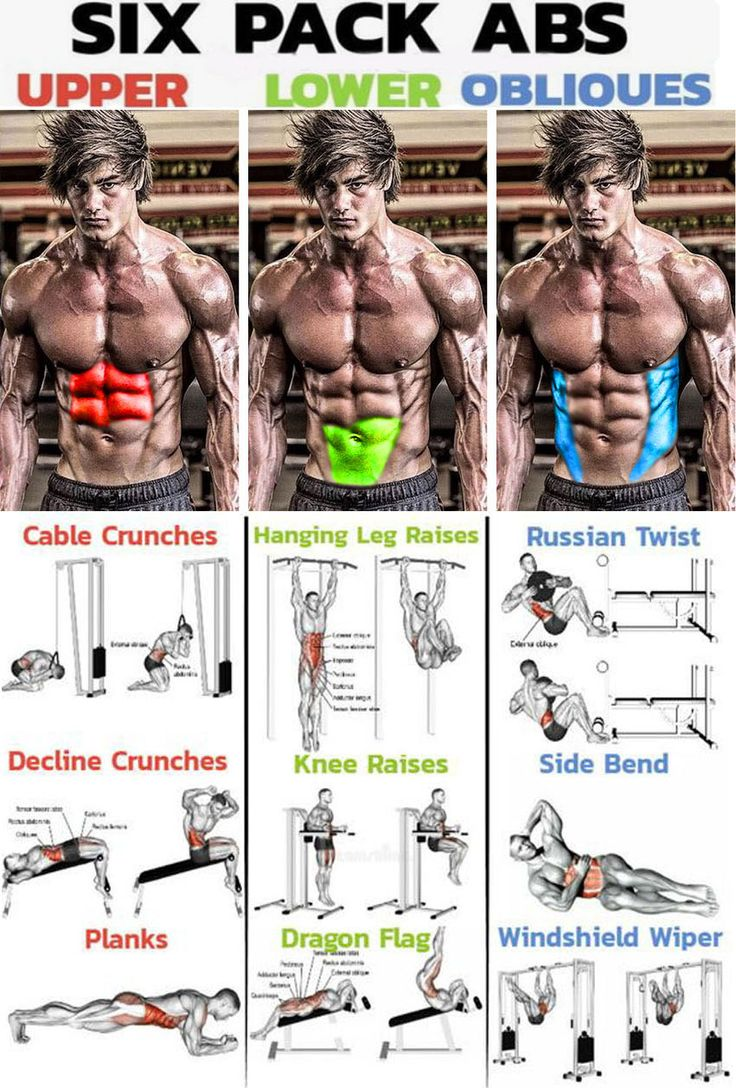 SIX PACK ABS
UPPER LOWER OBLIQUES
Cable Crunches
External oblique
Rectus abdominis
Hanging Leg Raises
External oblique
Rectus abdominis
Iliopsoas
Pectineus
Sartorius
Adductor longus
Tensor fasciae latae
Russian Twist
External oblique
Decline Crunches
Tensor fasciae latae
Rectus abdominis
Obliques
Sartorius
Rectus femoris
Knee Raises
Side Bend
Planks
Dragon Flag
Tensor fasciae latae
Pectineus
Rectus abdominis
Adductor longus
External oblique
Sartorius
Quadriceps
Windshield Wiper